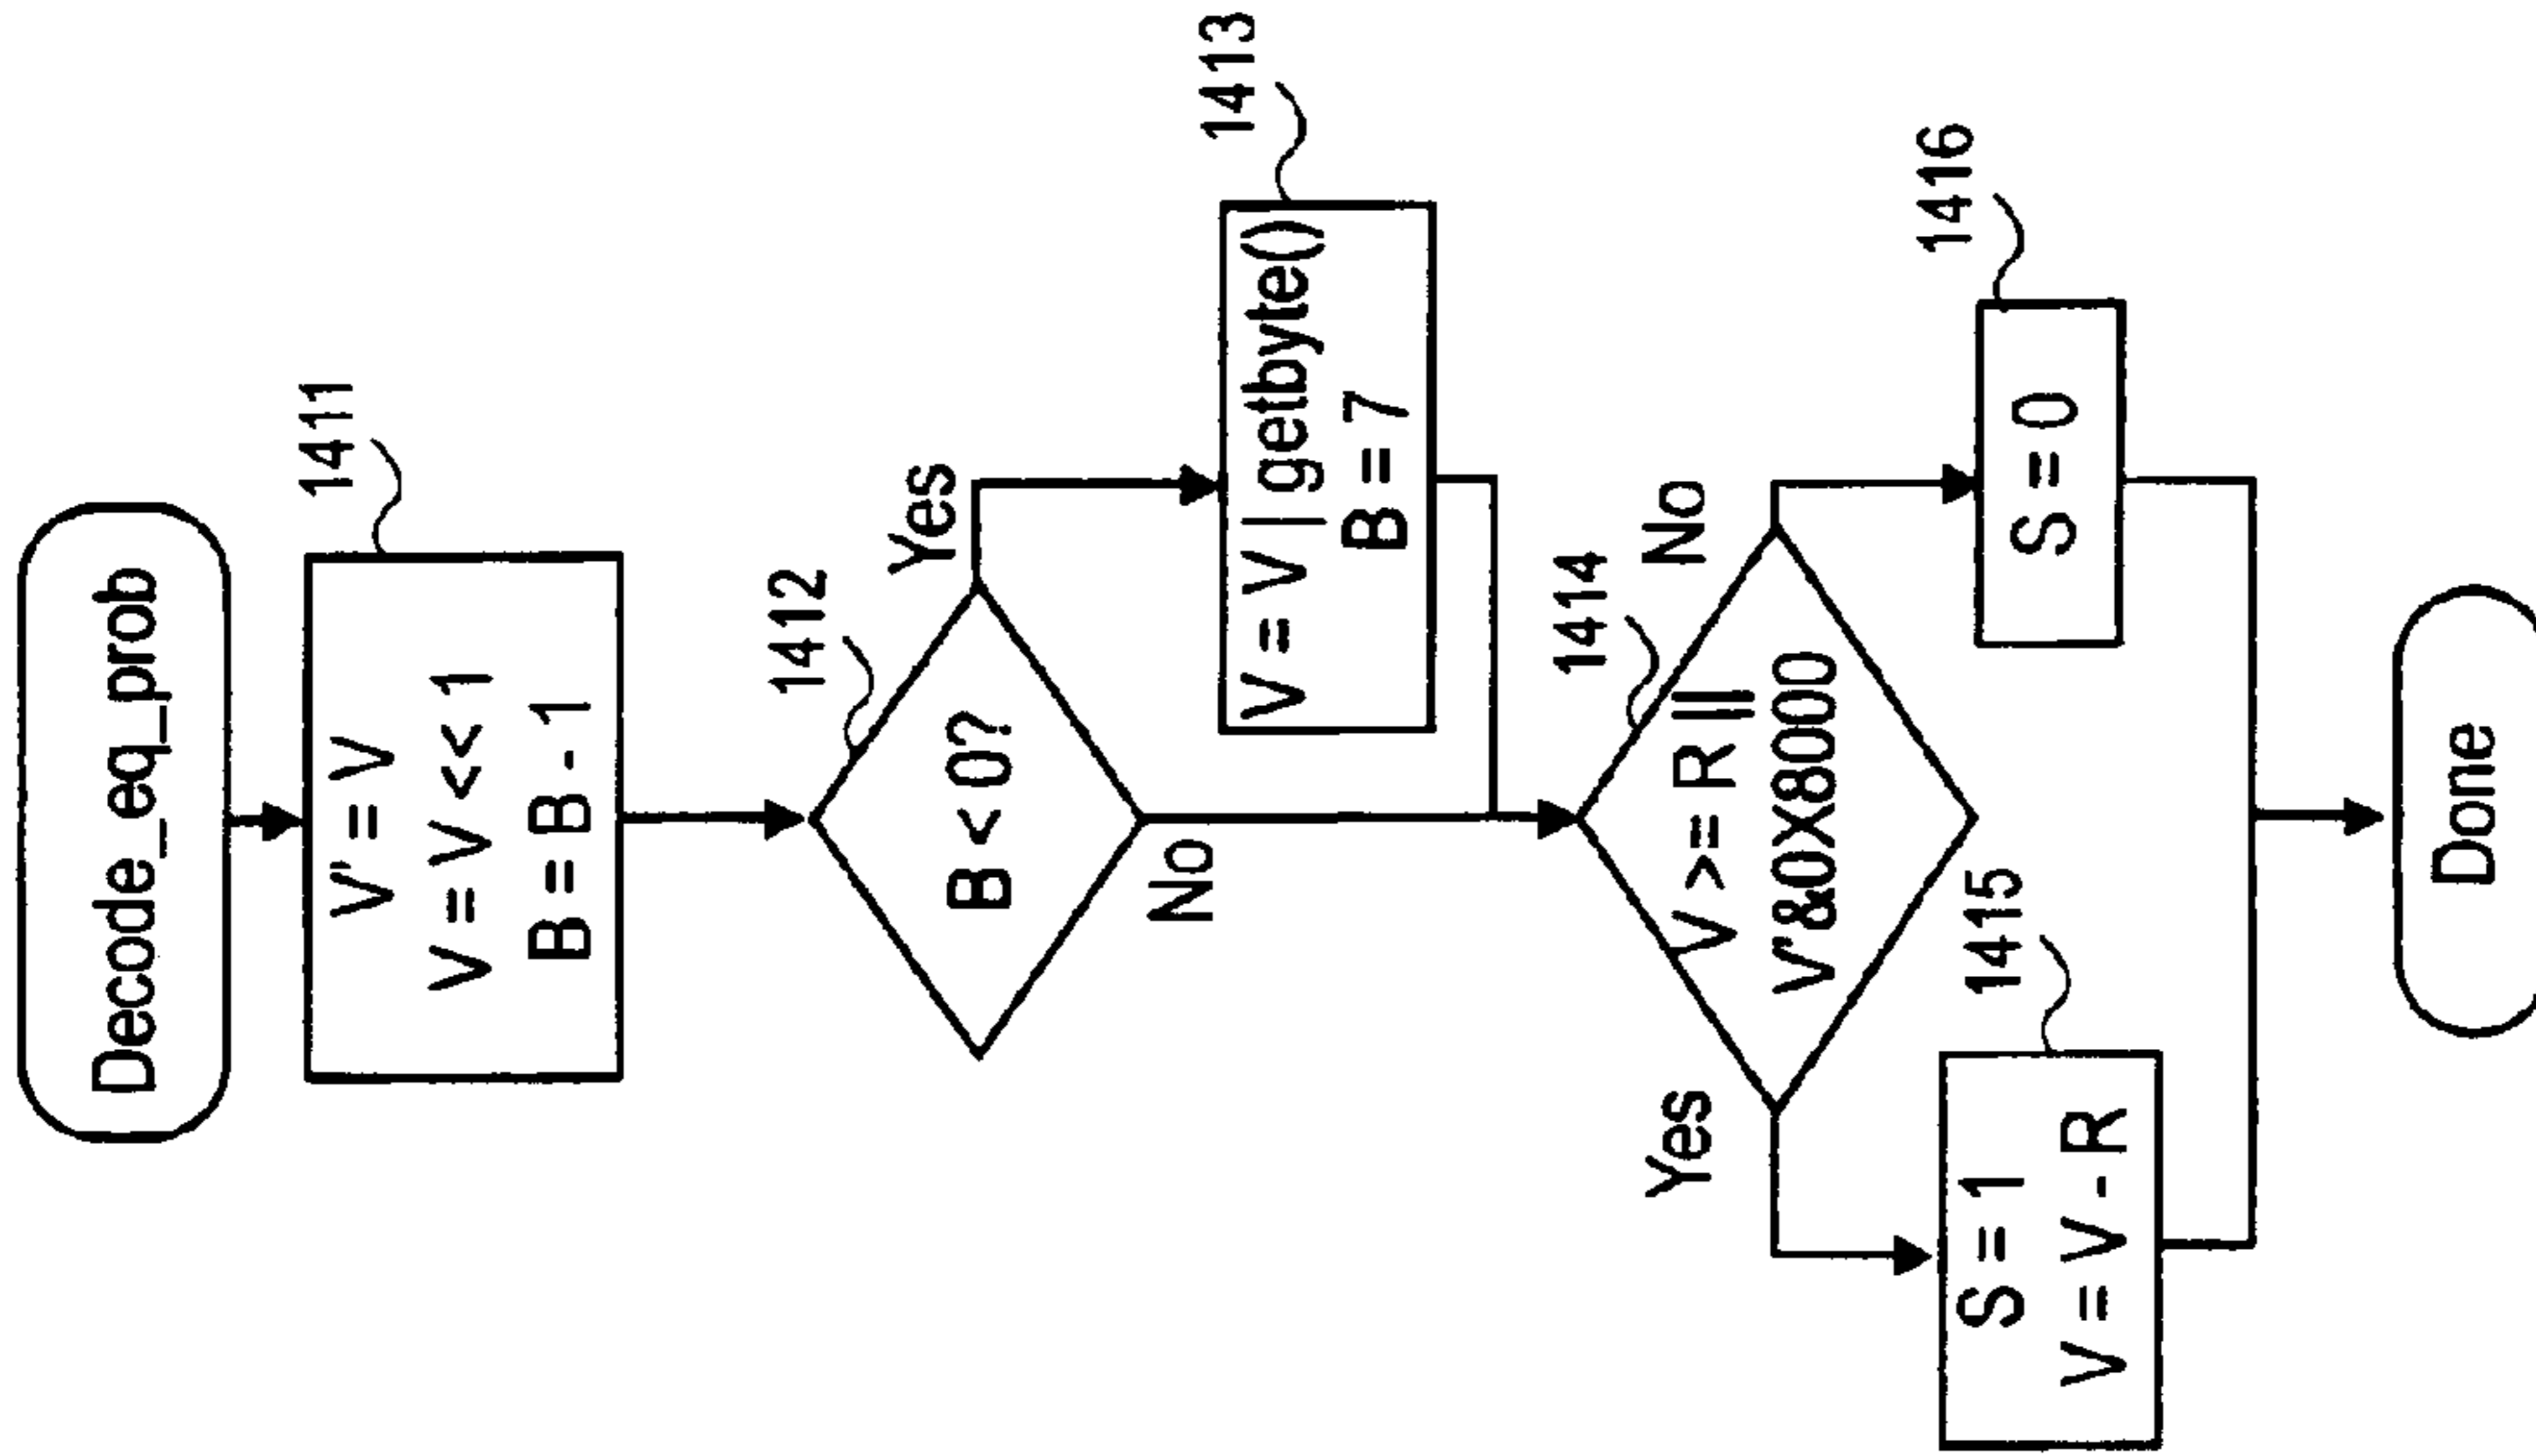 Decode_eq_prob
1411
V' = V
V = V << 1
B = B - 1
1412
B < 0?
Yes
No
1413
V = V | getbyte()
B = 7
1414
V >= R ||
V'&0X8000
Yes
No
1415
S = 1
V = V - R
1416
S = 0
Done